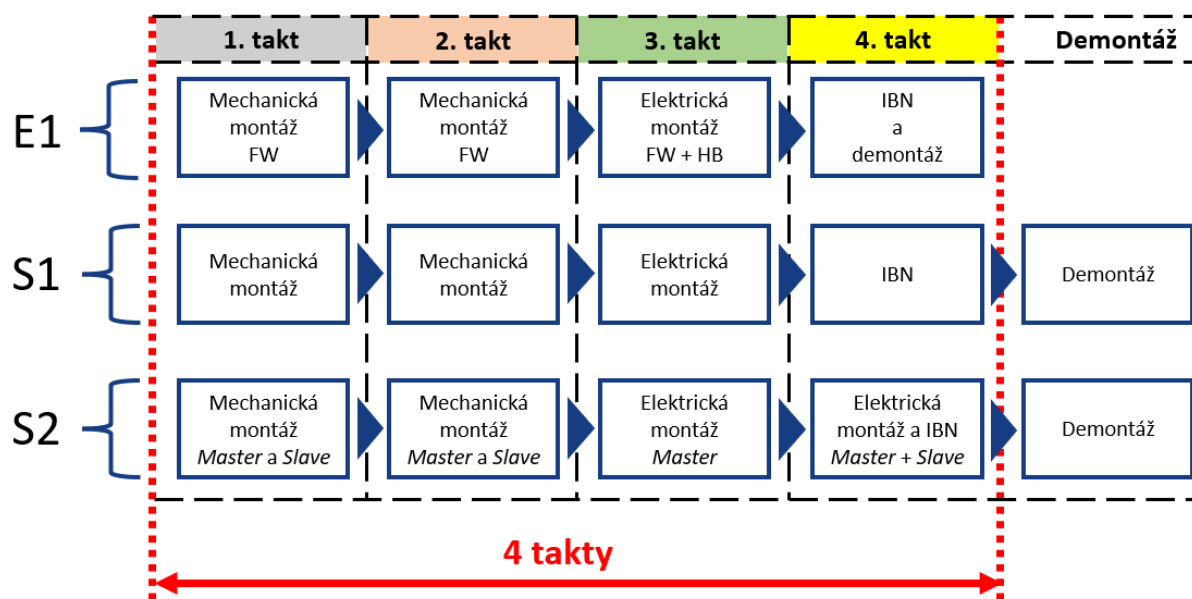 1. takt
2. takt
3. takt
4. takt
Demontáž
E1
Mechanická
montáž
FW
Mechanická
montáž
FW
Elektrická
montáž
FW + HB
IBN
a
demontáž
S1
Mechanická
montáž
Mechanická
montáž
Elektrická
montáž
IBN
Demontáž
S2
Mechanická
montáž
Master a Slave
Mechanická
montáž
Master a Slave
Elektrická
montáž
Master
Elektrická
montáž a IBN
Master + Slave
Demontáž
4 takty